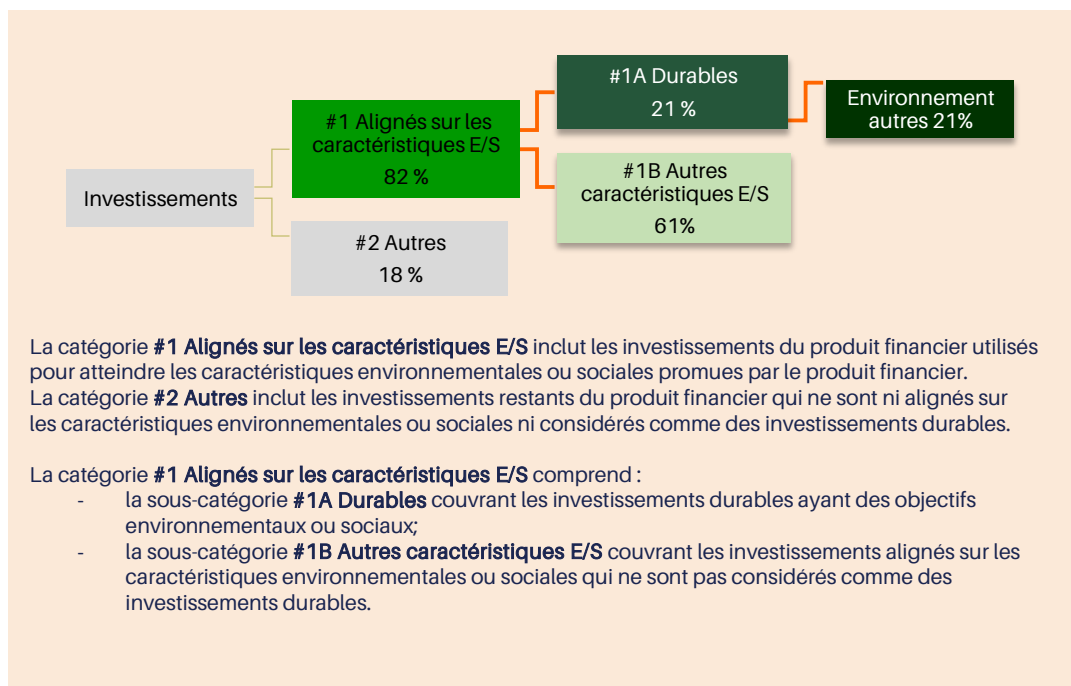 #1A Durables
21 %
Environnement
autres 21%
#1 Alignés sur les
caractéristiques E/S
82 %
#1B Autres
caractéristiques E/S
61%
Investissements
#2 Autres
18 %
La catégorie #1 Alignés sur les caractéristiques E/S inclut les investissements du produit financier utilisés
pour atteindre les caractéristiques environnementales ou sociales promues par le produit financier.
La catégorie #2 Autres inclut les investissements restants du produit financier qui ne sont ni alignés sur
les caractéristiques environnementales ou sociales ni considérés comme des investissements durables.
La catégorie #1 Alignés sur les caractéristiques E/S comprend :
- la sous-catégorie #1A Durables couvrant les investissements durables ayant des objectifs
environnementaux ou sociaux;
- la sous-catégorie #1B Autres caractéristiques E/S couvrant les investissements alignés sur les
caractéristiques environnementales ou sociales qui ne sont pas considérés comme des
investissements durables.